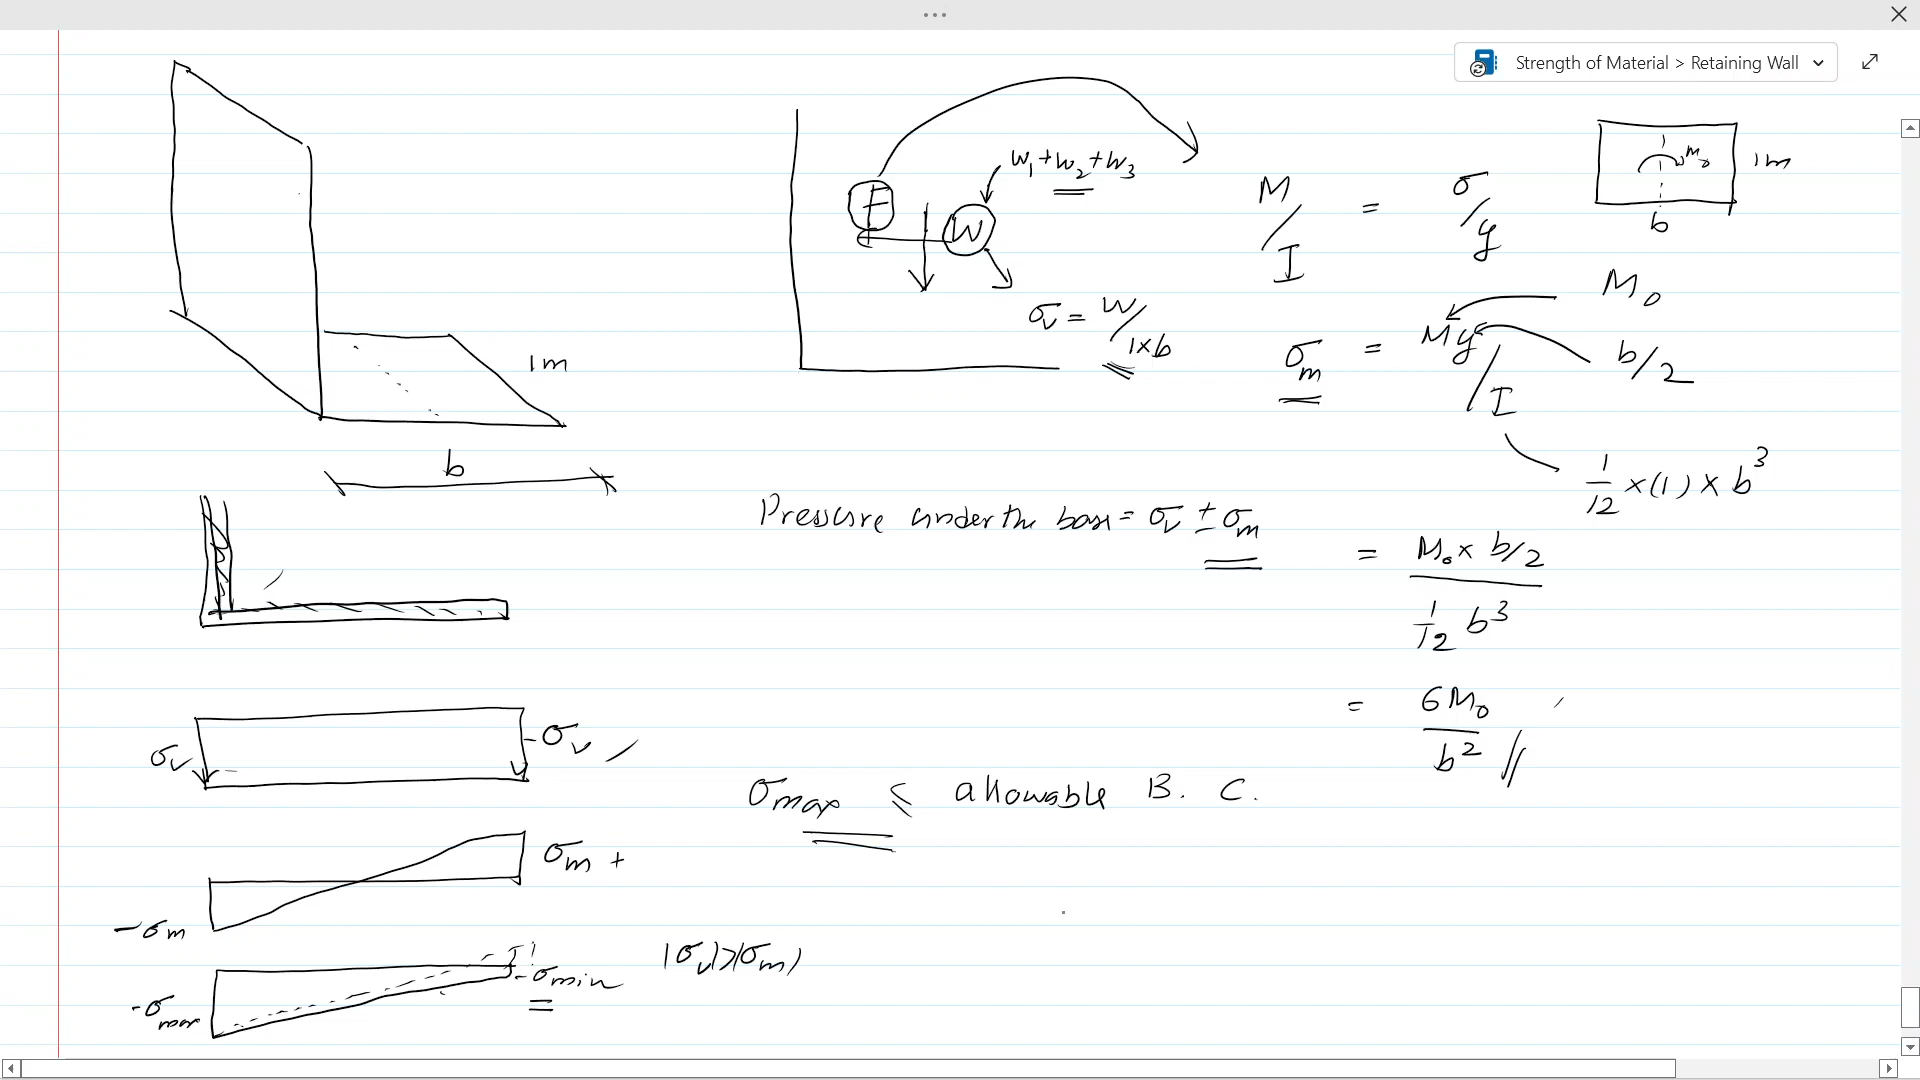 Strength of Material > Retaining Wall
1m
b
F
W
W₁+W₂+W₃
σᵥ = W/1×b
M/I = σ/y
M₀
1m
b
σₘ = My/I
M₀
b/2
1/12 ×(1) × b³
Pressure under the base = σᵥ ± σₘ
= M₀ × b/2 / 1/12 b³
= 6M₀/b² //
σᵥ
-σᵥ
σmax ≤ allowable B. C.
σₘ +
-σₘ
|σᵥ|>|σₘ|
-σmin
-σmax